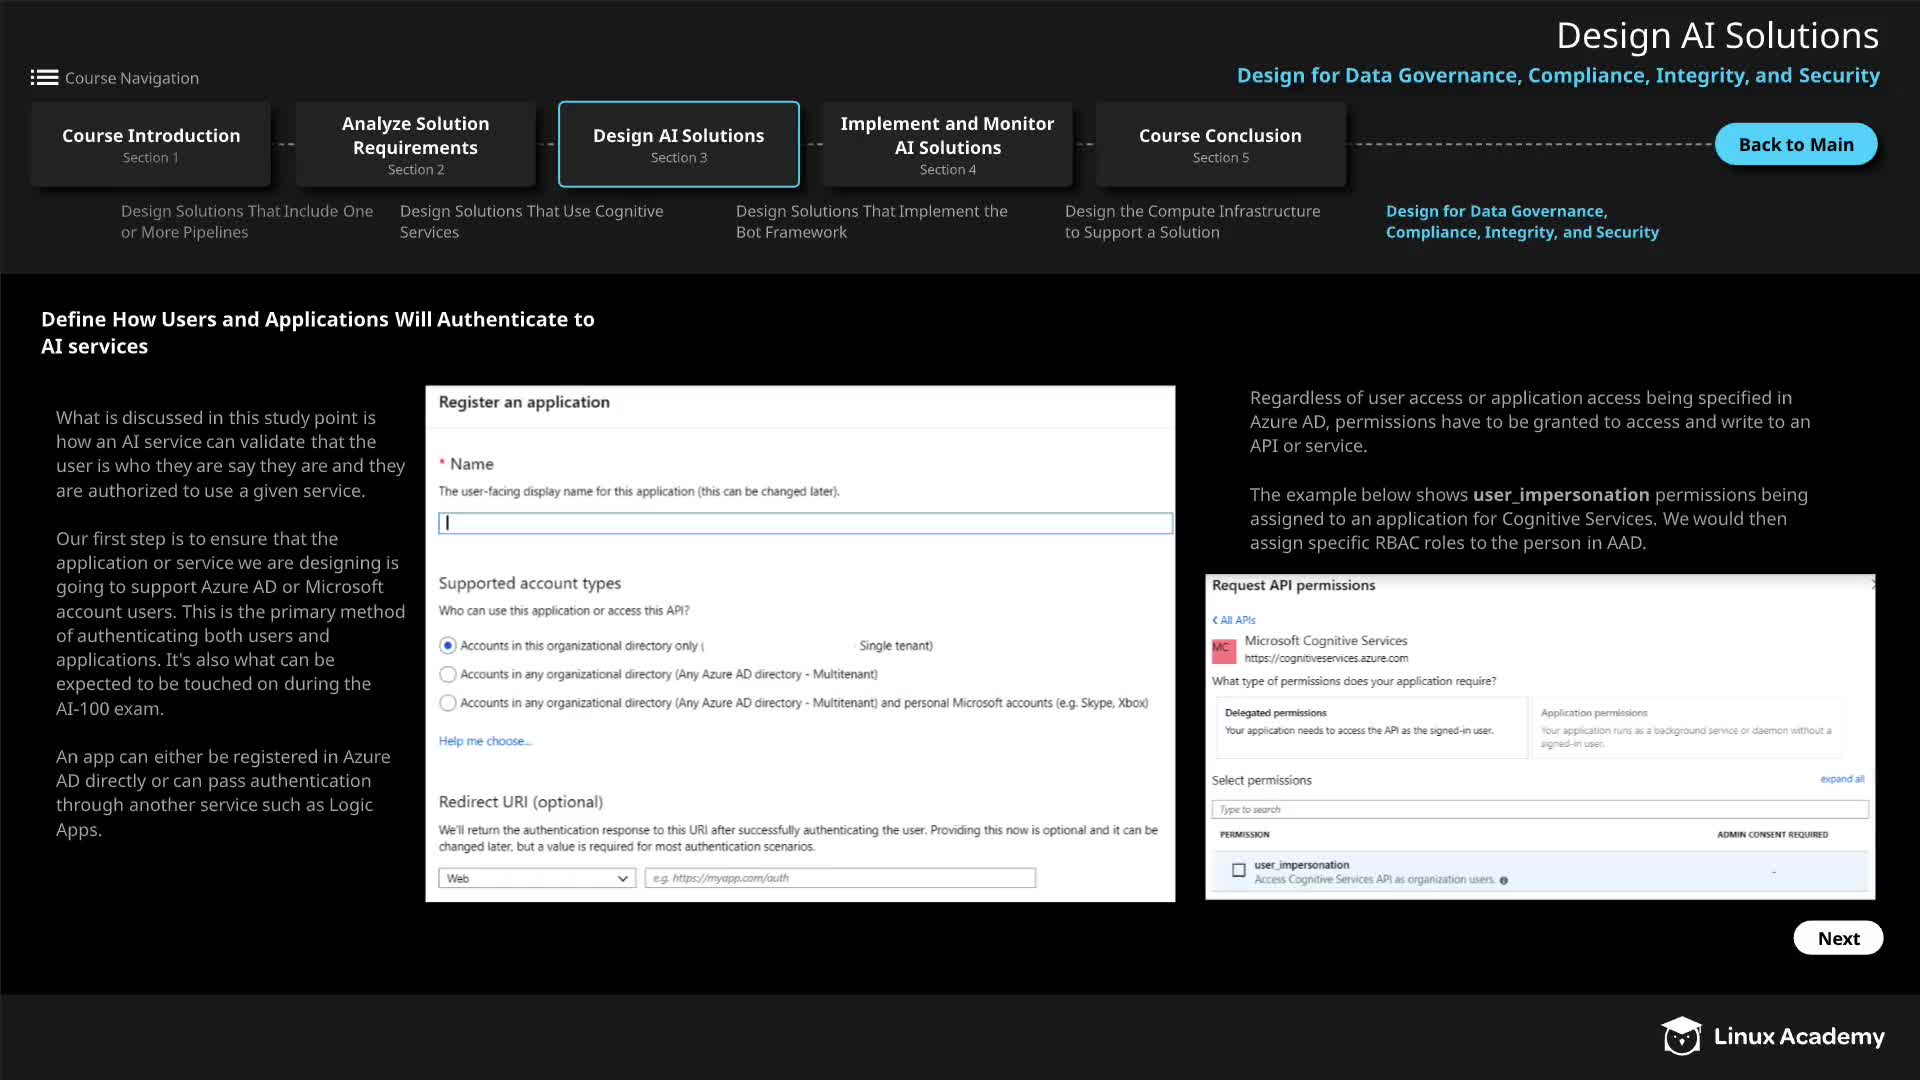 Design AI Solutions
Design for Data Governance, Compliance, Integrity, and Security
Course Navigation
Course Introduction
Section 1
Analyze Solution
Requirements
Section 2
Design AI Solutions
Section 3
Implement and Monitor
AI Solutions
Section 4
Course Conclusion
Section 5
Back to Main
Design Solutions That Include One
or More Pipelines
Design Solutions That Use Cognitive
Services
Design Solutions That Implement the
Bot Framework
Design the Compute Infrastructure
to Support a Solution
Design for Data Governance,
Compliance, Integrity, and Security
Define How Users and Applications Will Authenticate to
AI services
What is discussed in this study point is
how an AI service can validate that the
user is who they are say they are and they
are authorized to use a given service.
Our first step is to ensure that the
application or service we are designing is
going to support Azure AD or Microsoft
account users. This is the primary method
of authenticating both users and
applications. It's also what can be
expected to be touched on during the
AI-100 exam.
An app can either be registered in Azure
AD directly or can pass authentication
through another service such as Logic
Apps.
Register an application
* Name
The user-facing display name for this application (this can be changed later).
Supported account types
Who can use this application or access this API?
Accounts in this organizational directory only ( Single tenant)
Accounts in any organizational directory (Any Azure AD directory - Multitenant)
Accounts in any organizational directory (Any Azure AD directory - Multitenant) and personal Microsoft accounts (e.g. Skype, Xbox)
Help me choose...
Redirect URI (optional)
We'll return the authentication response to this URI after successfully authenticating the user. Providing this now is optional and it can be
changed later, but a value is required for most authentication scenarios.
Web
e.g. https://myapp.com/auth
Regardless of user access or application access being specified in
Azure AD, permissions have to be granted to access and write to an
API or service.
The example below shows user_impersonation permissions being
assigned to an application for Cognitive Services. We would then
assign specific RBAC roles to the person in AAD.
Request API permissions
All APIs
MC
Microsoft Cognitive Services
https://cognitiveservices.azure.com
What type of permissions does your application require?
Delegated permissions
Your application needs to access the API as the signed-in user.
Application permissions
Your application runs as a background service or daemon without a
signed-in user.
Select permissions
expand all
Type to search
PERMISSION
ADMIN CONSENT REQUIRED
user_impersonation
Access Cognitive Services API as organization users.
-
Next
Linux Academy